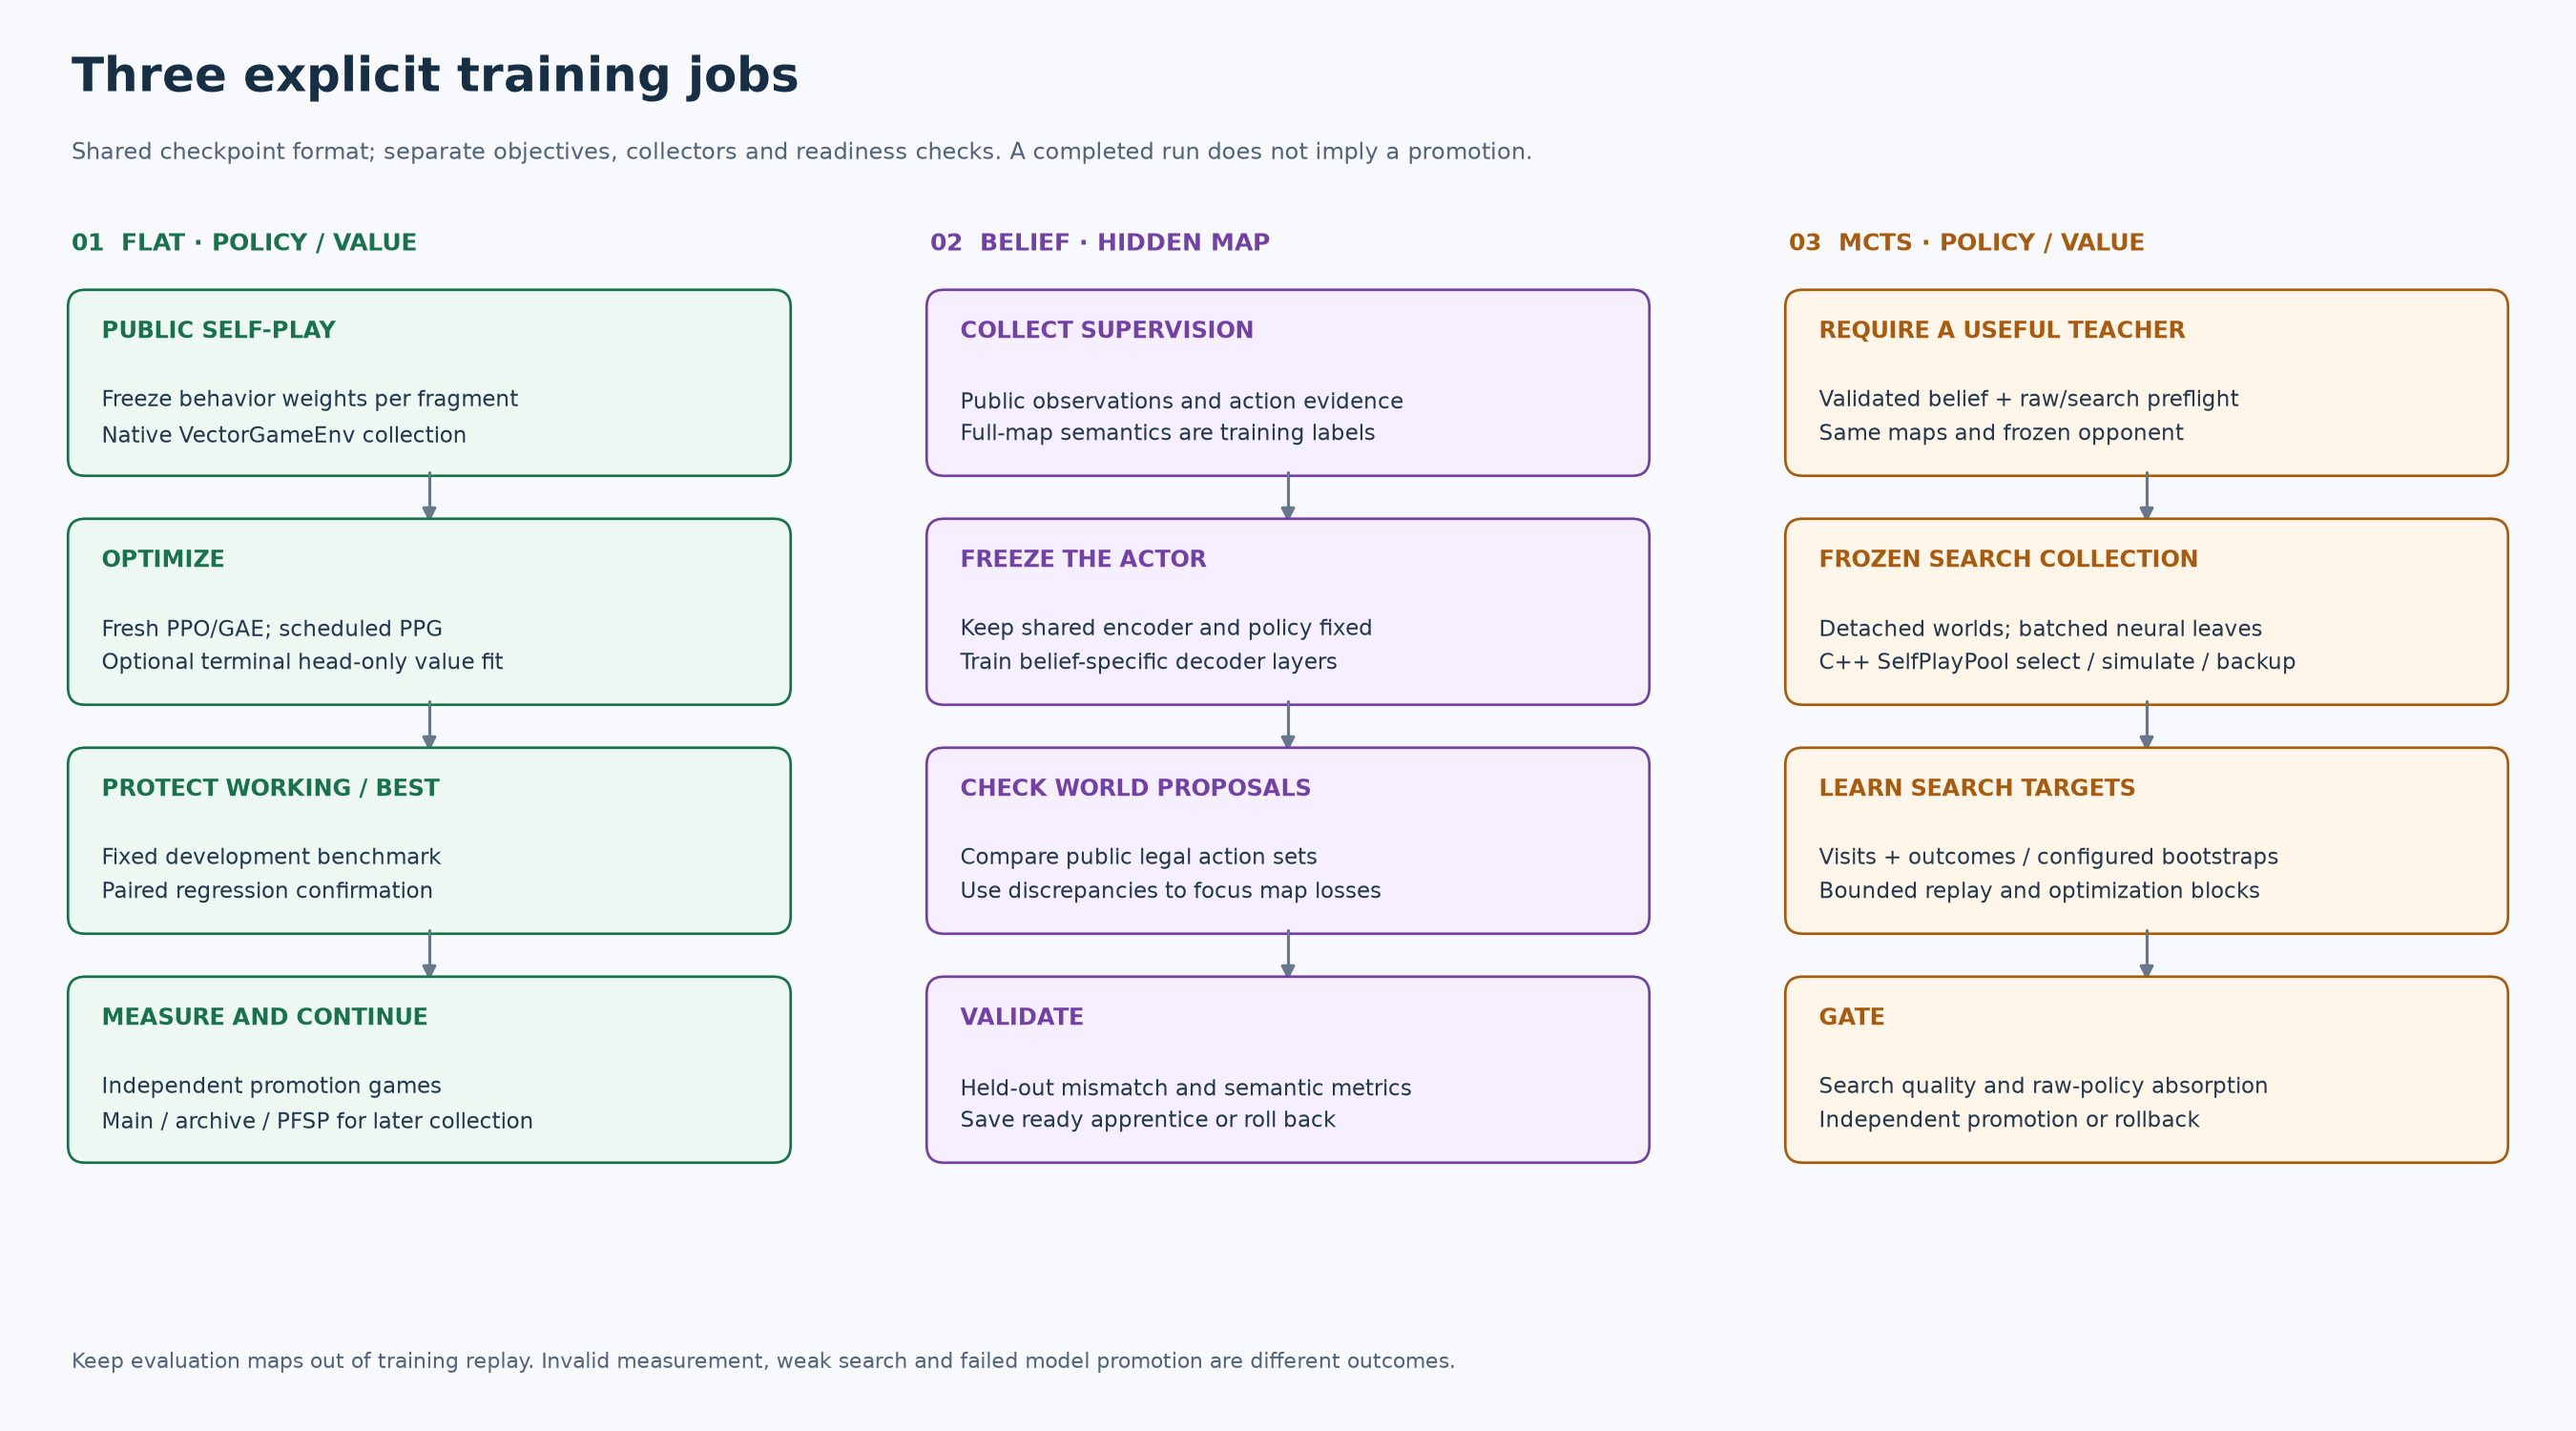 Three explicit training jobs
Shared checkpoint format; separate objectives, collectors and readiness checks. A completed run does not imply a promotion.
01  FLAT · POLICY / VALUE
PUBLIC SELF-PLAY
Freeze behavior weights per fragment
Native VectorGameEnv collection
OPTIMIZE
Fresh PPO/GAE; scheduled PPG
Optional terminal head-only value fit
PROTECT WORKING / BEST
Fixed development benchmark
Paired regression confirmation
MEASURE AND CONTINUE
Independent promotion games
Main / archive / PFSP for later collection
02  BELIEF · HIDDEN MAP
COLLECT SUPERVISION
Public observations and action evidence
Full-map semantics are training labels
FREEZE THE ACTOR
Keep shared encoder and policy fixed
Train belief-specific decoder layers
CHECK WORLD PROPOSALS
Compare public legal action sets
Use discrepancies to focus map losses
VALIDATE
Held-out mismatch and semantic metrics
Save ready apprentice or roll back
03  MCTS · POLICY / VALUE
REQUIRE A USEFUL TEACHER
Validated belief + raw/search preflight
Same maps and frozen opponent
FROZEN SEARCH COLLECTION
Detached worlds; batched neural leaves
C++ SelfPlayPool select / simulate / backup
LEARN SEARCH TARGETS
Visits + outcomes / configured bootstraps
Bounded replay and optimization blocks
GATE
Search quality and raw-policy absorption
Independent promotion or rollback
Keep evaluation maps out of training replay. Invalid measurement, weak search and failed model promotion are different outcomes.